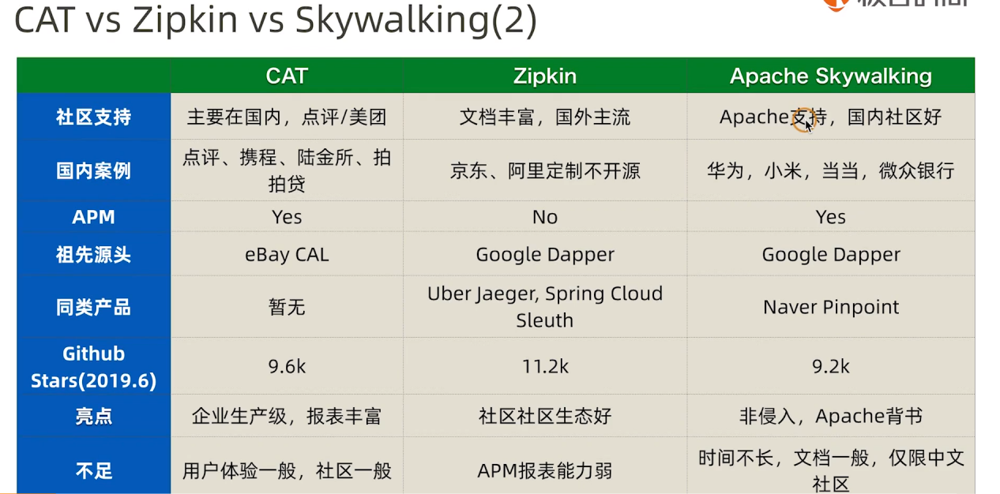 CAT vs Zipkin vs Skywalking(2)
CAT Zipkin Apache Skywalking
社区支持 主要在国内，点评/美团 文档丰富，国外主流 Apache支持，国内社区好
国内案例 点评、携程、陆金所、拍
拍贷 京东、阿里定制不开源 华为，小米，当当，微众银行
APM Yes No Yes
祖先源头 eBay CAL Google Dapper Google Dapper
同类产品 暂无 Uber Jaeger, Spring Cloud
Sleuth Naver Pinpoint
Github
Stars(2019.6) 9.6k 11.2k 9.2k
亮点 企业生产级，报表丰富 社区社区生态好 非侵入，Apache背书
不足 用户体验一般，社区一般 APM报表能力弱 时间不长，文档一般，仅限中文
社区